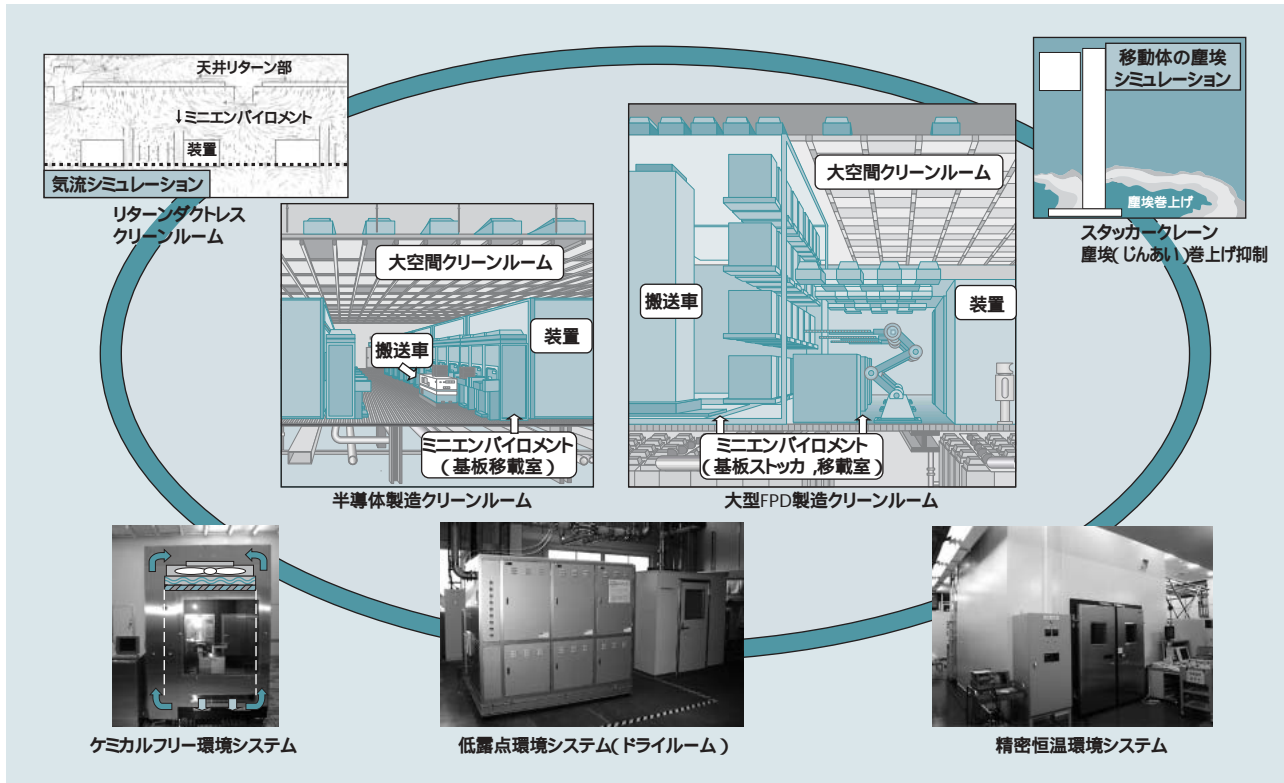 天井リターン部
↓ミニエンバイロメント
装置
気流シミュレーション
リターンダクトレス
クリーンルーム
移動体の塵埃
シミュレーション
塵埃巻上げ
スタッカークレーン
塵埃(じんあい)巻上げ抑制
大空間クリーンルーム
搬送車
装置
ミニエンバイロメント
(基板移載室)
半導体製造クリーンルーム
大空間クリーンルーム
搬送車
装置
ミニエンバイロメント
(基板ストッカ,移載室)
大型FPD製造クリーンルーム
ケミカルフリー環境システム
低露点環境システム(ドライルーム)
精密恒温環境システム